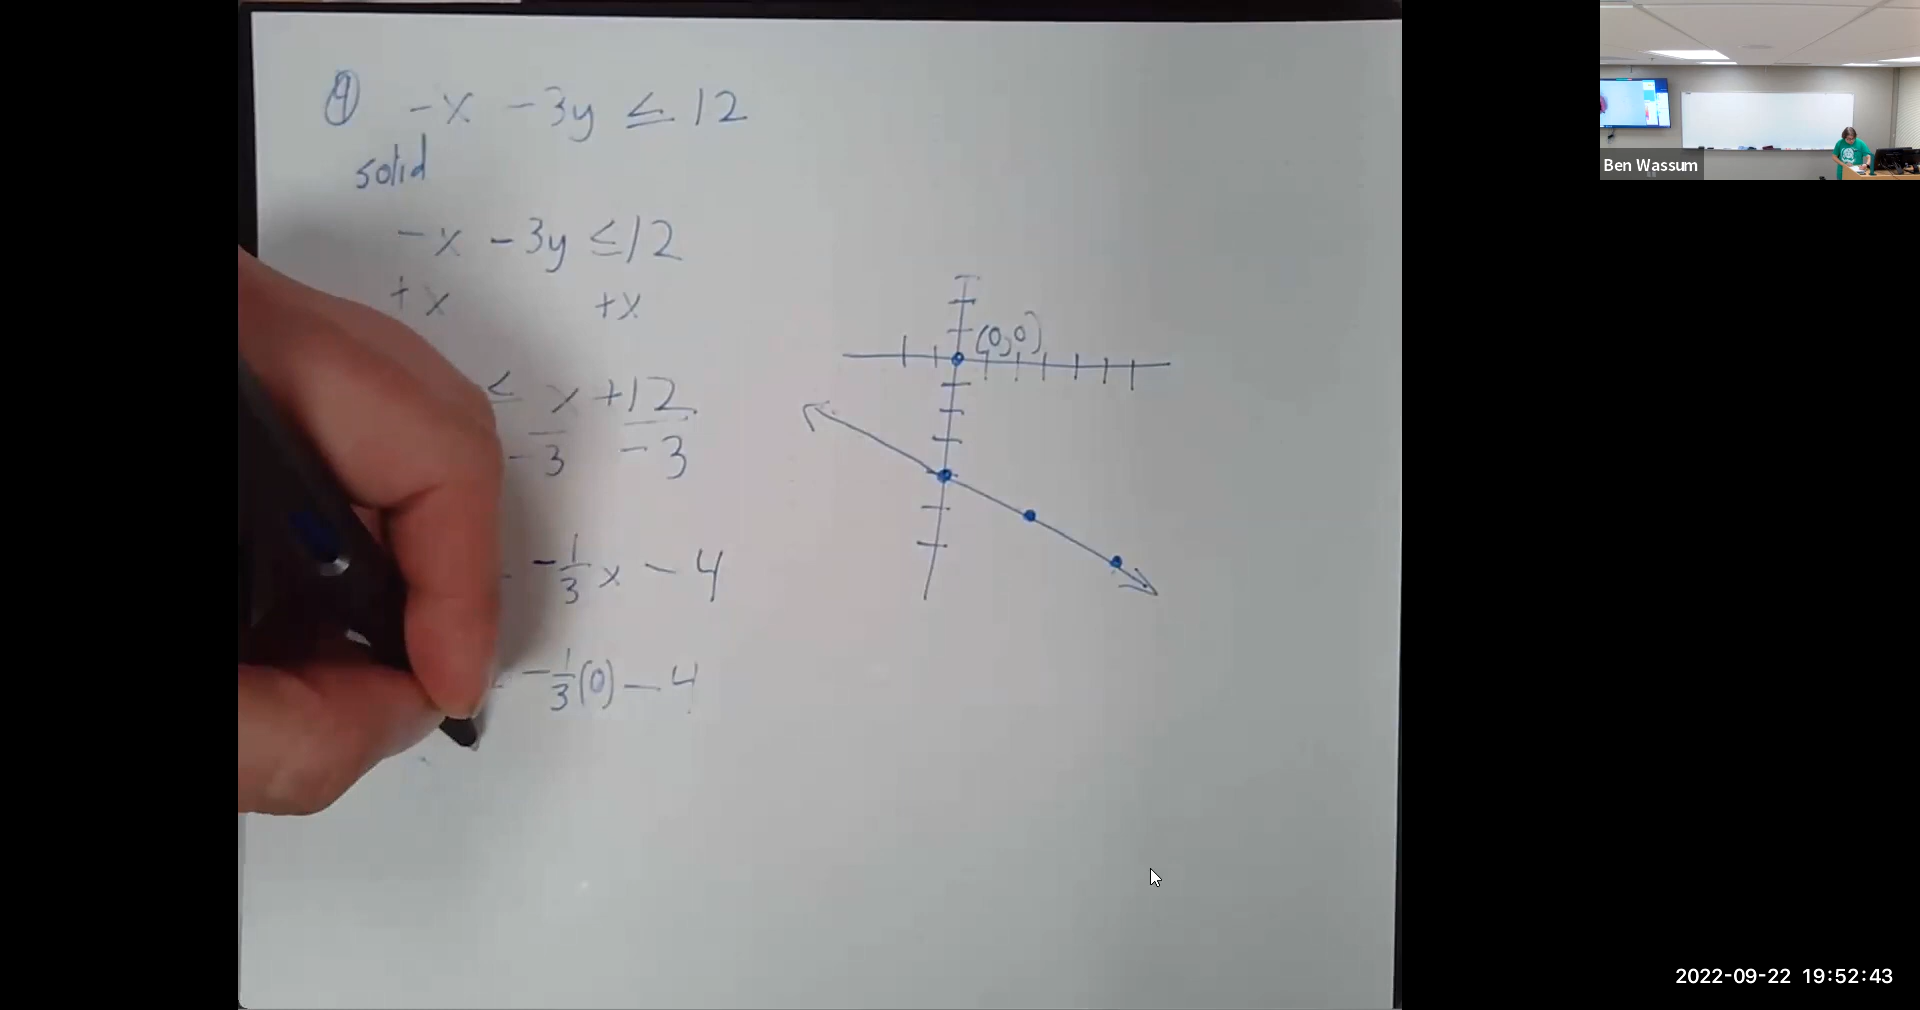 ④ -x - 3y ≤ 12
solid
-x - 3y ≤ 12
+x +x
≤ x + 12
-3 -3
- 1/3 x - 4
- 1/3 (0) - 4
(0,0)
Ben Wassum
2022-09-22 19:52:43